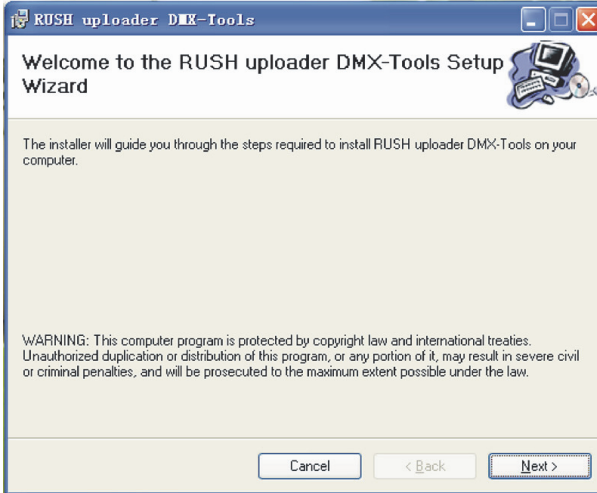 RUSH uploader DMX-Tools
Welcome to the RUSH uploader DMX-Tools Setup
Wizard
The installer will guide you through the steps required to install RUSH uploader DMX-Tools on your
computer.
WARNING: This computer program is protected by copyright law and international treaties.
Unauthorized duplication or distribution of this program, or any portion of it, may result in severe civil
or criminal penalties, and will be prosecuted to the maximum extent possible under the law.
Cancel
< Back
Next >